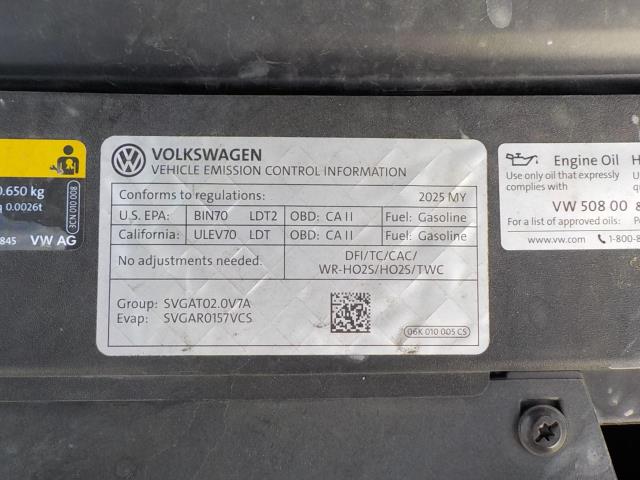 VOLKSWAGEN
VEHICLE EMISSION CONTROL INFORMATION
Conforms to regulations: 2025 MY
U.S. EPA: BIN70 LDT2 OBD: CA II Fuel: Gasoline
California: ULEV70 LDT OBD: CA II Fuel: Gasoline
No adjustments needed. DFI/TC/CAC/
WR-HO2S/HO2S/TWC
Group: SVGAT02.0V7A
Evap: SVGAR0157VCS
06K 010 005 CS
0.650 kg
0.0026t
845 VW AG
3CN 010 008
Engine Oil
Use only oil that expressly
complies with
VW 508 00
For a list of approved oils:
www.vw.com 1-800-8